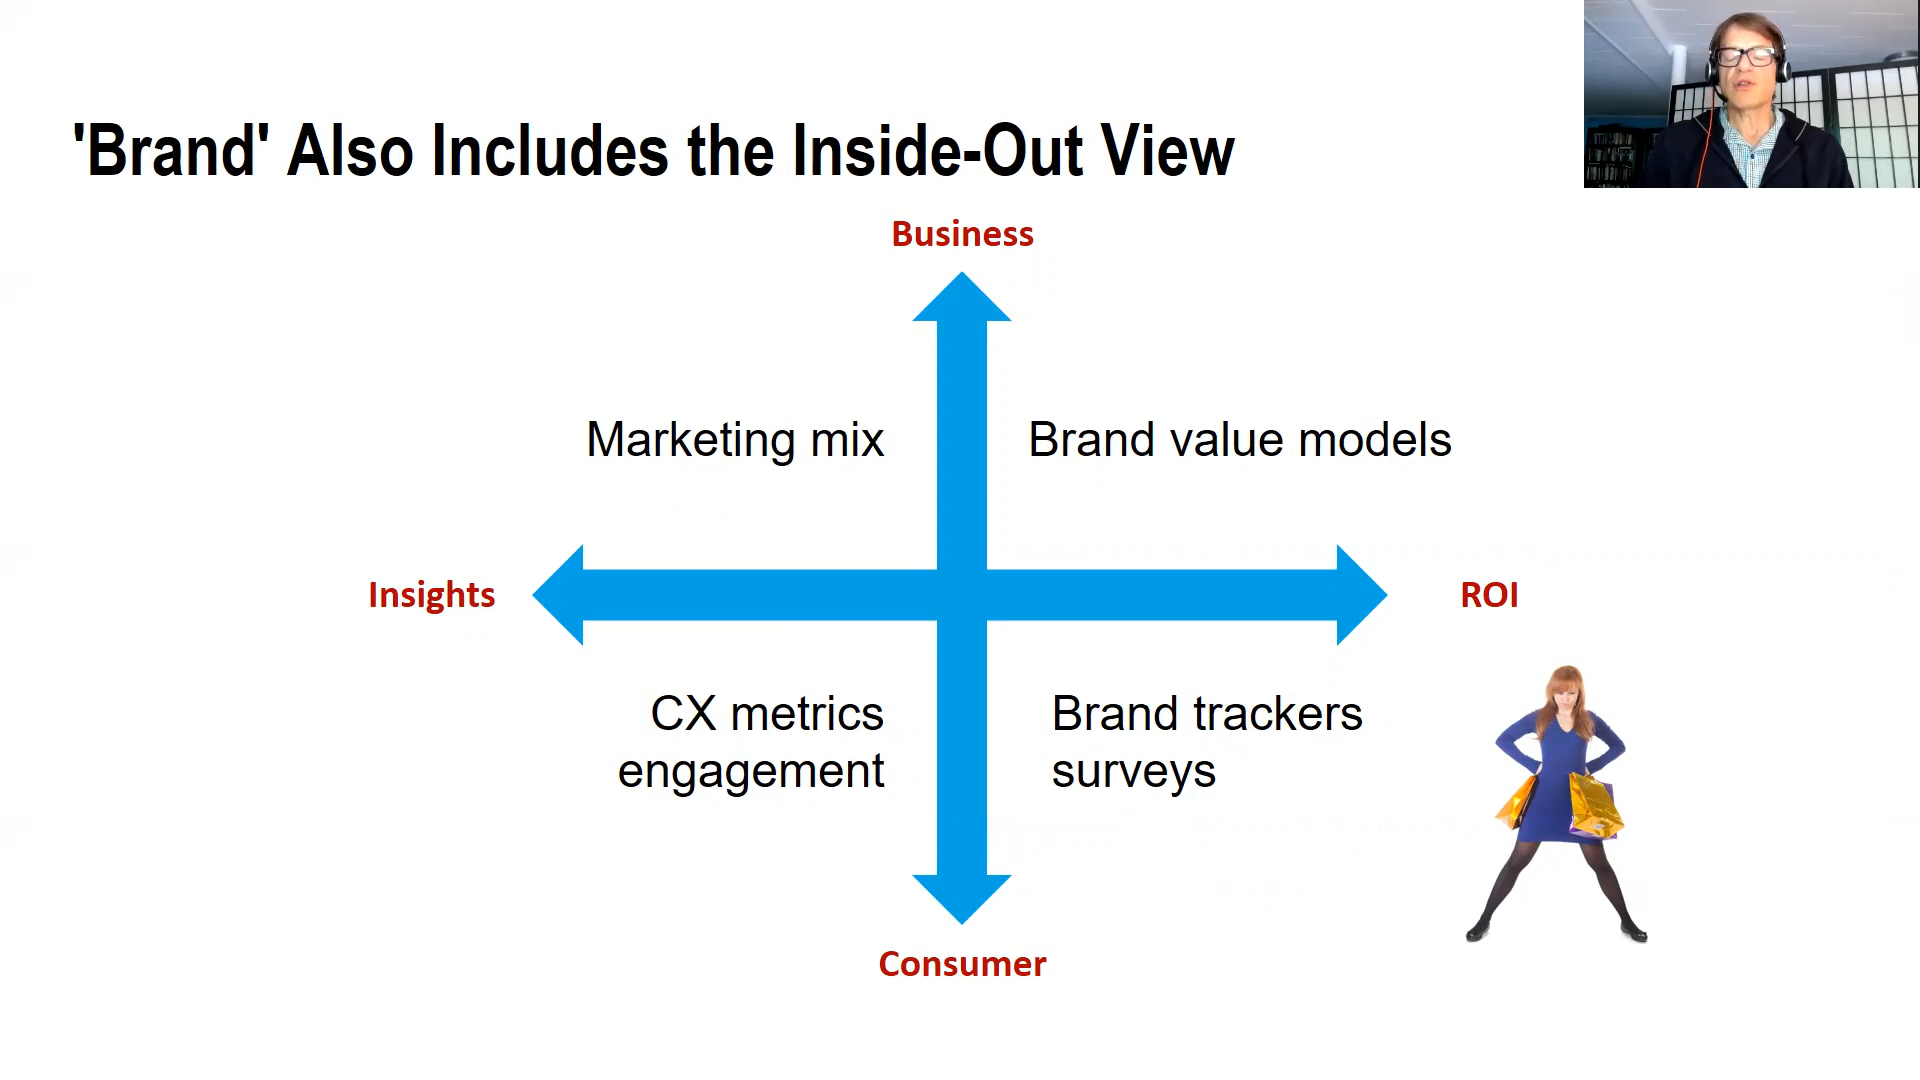 'Brand' Also Includes the Inside-Out View
Business
Marketing mix
Brand value models
Insights
ROI
CX metrics
engagement
Brand trackers
surveys
Consumer